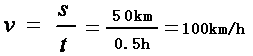 v = s/t = 50km/0.5h = 100km/h